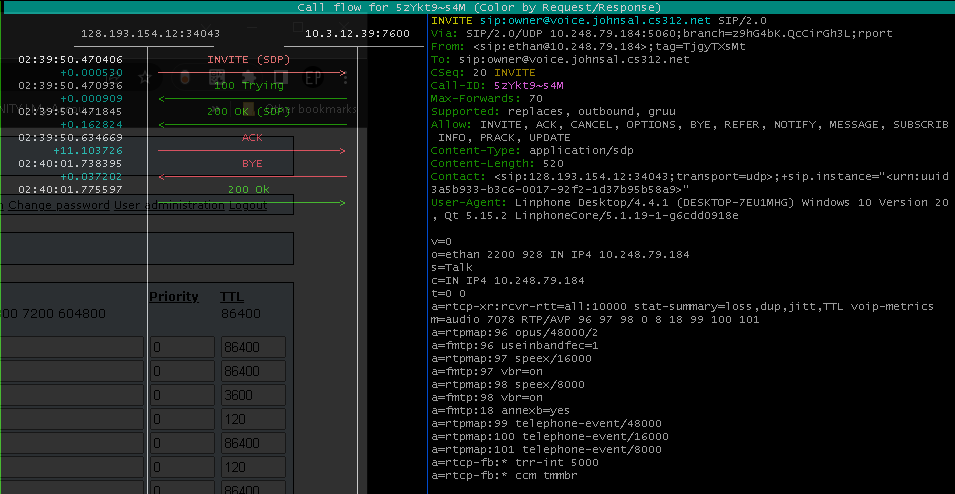 Call flow for 5zYkt9~s4M (Color by Request/Response)
128.193.154.12:34043 10.3.12.39:7600
02:39:50.470406 INVITE (SDP)
+0.000530
02:39:50.470936 100 Trying
+0.000909
02:39:50.471845 200 OK (SDP)
+0.162824
02:39:50.634669 ACK
+11.103726
02:40:01.738395 BYE
+0.037202
02:40:01.775597 200 Ok
EP
Other bookmarks
Change password User administration Logout
Priority TTL
7200 604800 86400
0 86400
0 86400
0 3600
0 120
0 86400
0 120
0 86400
INVITE sip:owner@voice.johnsal.cs312.net SIP/2.0
Via: SIP/2.0/UDP 10.248.79.184:5060;branch=z9hG4bK.QcCirGh3L;rport
From: <sip:ethan@10.248.79.184>;tag=TjgyTXsMt
To: sip:owner@voice.johnsal.cs312.net
CSeq: 20 INVITE
Call-ID: 5zYkt9~s4M
Max-Forwards: 70
Supported: replaces, outbound, gruu
Allow: INVITE, ACK, CANCEL, OPTIONS, BYE, REFER, NOTIFY, MESSAGE, SUBSCRIB
 INFO, PRACK, UPDATE
Content-Type: application/sdp
Content-Length: 520
Contact: <sip:128.193.154.12:34043;transport=udp>;+sip.instance="<urn:uuid
3a5b933-b3c6-0017-92f2-1d37b95b58a9>"
User-Agent: Linphone Desktop/4.4.1 (DESKTOP-7EU1MHG) Windows 10 Version 20
, Qt 5.15.2 LinphoneCore/5.1.19-1-g6cdd0918e
v=0
o=ethan 2200 928 IN IP4 10.248.79.184
s=Talk
c=IN IP4 10.248.79.184
t=0 0
a=rtcp-xr:rcvr-rtt=all:10000 stat-summary=loss,dup,jitt,TTL voip-metrics
m=audio 7078 RTP/AVP 96 97 98 0 8 18 99 100 101
a=rtpmap:96 opus/48000/2
a=fmtp:96 useinbandfec=1
a=rtpmap:97 speex/16000
a=fmtp:97 vbr=on
a=rtpmap:98 speex/8000
a=fmtp:98 vbr=on
a=fmtp:18 annexb=yes
a=rtpmap:99 telephone-event/48000
a=rtpmap:100 telephone-event/16000
a=rtpmap:101 telephone-event/8000
a=rtcp-fb:* trr-int 5000
a=rtcp-fb:* ccm tmmbr